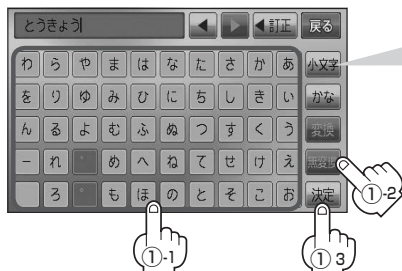 とうきょう ◀ ▶ ◀訂正 戻る
わ ら や ま は な た さ か あ 小文字
を り ゆ み ひ に ち し き い かな
ん る よ む ふ ぬ つ す く う 変換
ー れ ゛ め へ ね て せ け え 無変換
ろ ゜ も ほ の と そ こ お 決定
①-1
①-2
①3